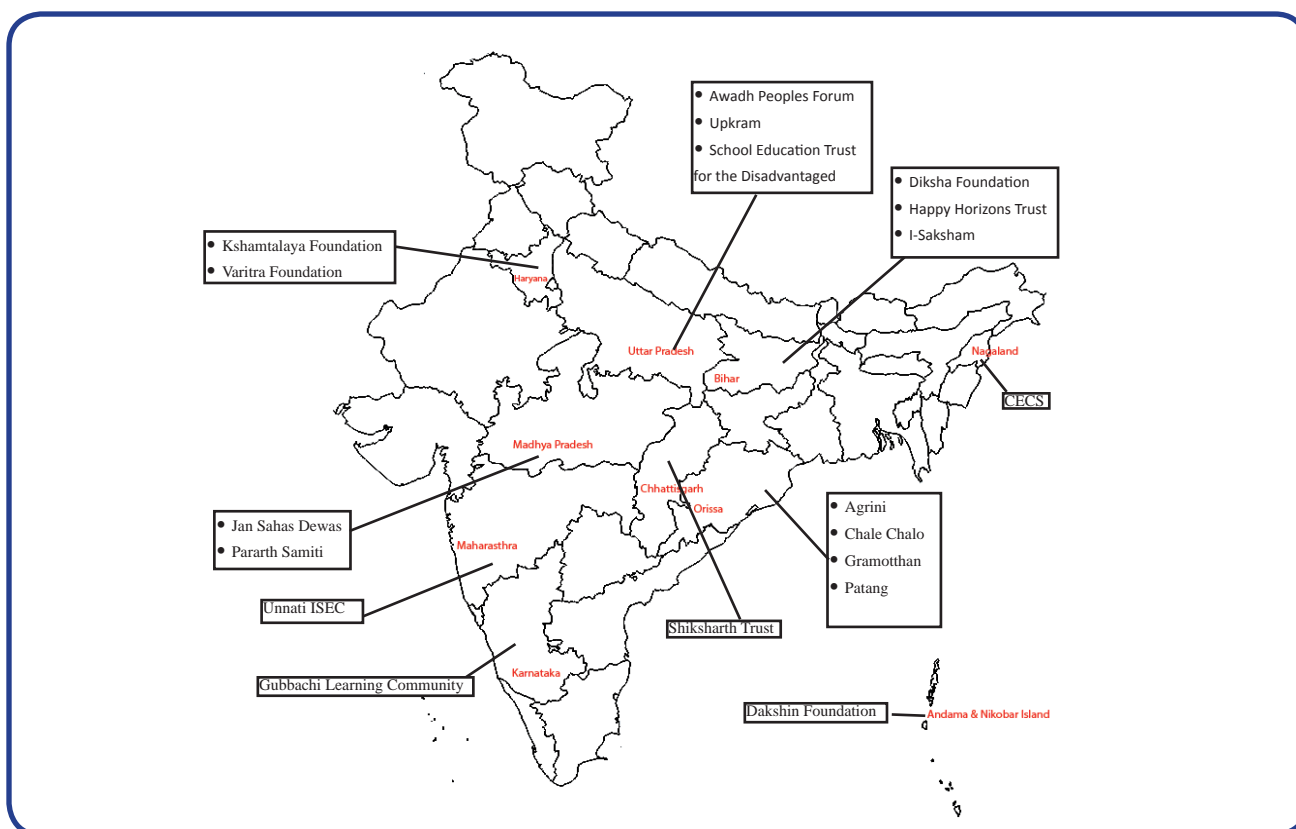 • Awadh Peoples Forum
• Upkram
• School Education Trust
for the Disadvantaged
• Diksha Foundation
• Happy Horizons Trust
• I-Saksham
• Kshamtalaya Foundation
• Varitra Foundation
Haryana
Uttar Pradesh
Bihar
Nagaland
CECS
Madhya Pradesh
Chhattisgarh
Orissa
• Jan Sahas Dewas
• Pararth Samiti
• Agrini
• Chale Chalo
• Gramotthan
• Patang
Maharasthra
Unnati ISEC
Shiksharth Trust
Karnataka
Gubbachi Learning Community
Dakshin Foundation
Andama & Nikobar Island